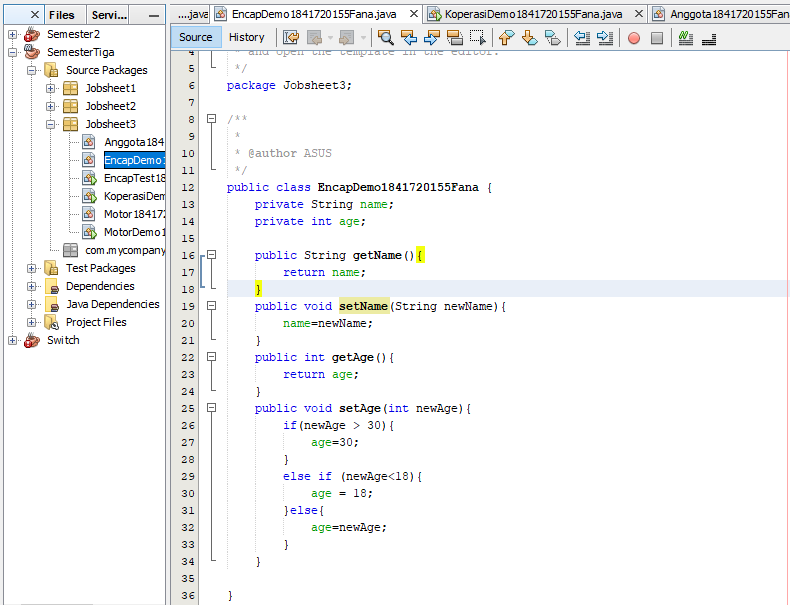 Files Servi...
Semester2
SemesterTiga
Source Packages
Jobsheet1
Jobsheet2
Jobsheet3
Anggota184
EncapDemo1
EncapTest18
KoperasiDem
Motor18417
MotorDemo1
com.mycompany
Test Packages
Dependencies
Java Dependencies
Project Files
Switch
....java EncapDemo1841720155Fana.java KoperasiDemo1841720155Fana.java Anggota1841720155Fan
Source History
4 * and open the template in the editor.
5 */
6 package Jobsheet3;
7
8 /**
9 *
10 * @author ASUS
11 */
12 public class EncapDemo1841720155Fana {
13 private String name;
14 private int age;
15
16 public String getName(){
17 return name;
18 }
19 public void setName(String newName){
20 name=newName;
21 }
22 public int getAge(){
23 return age;
24 }
25 public void setAge(int newAge){
26 if(newAge > 30){
27 age=30;
28 }
29 else if (newAge<18){
30 age = 18;
31 }else{
32 age=newAge;
33 }
34 }
35
36 }